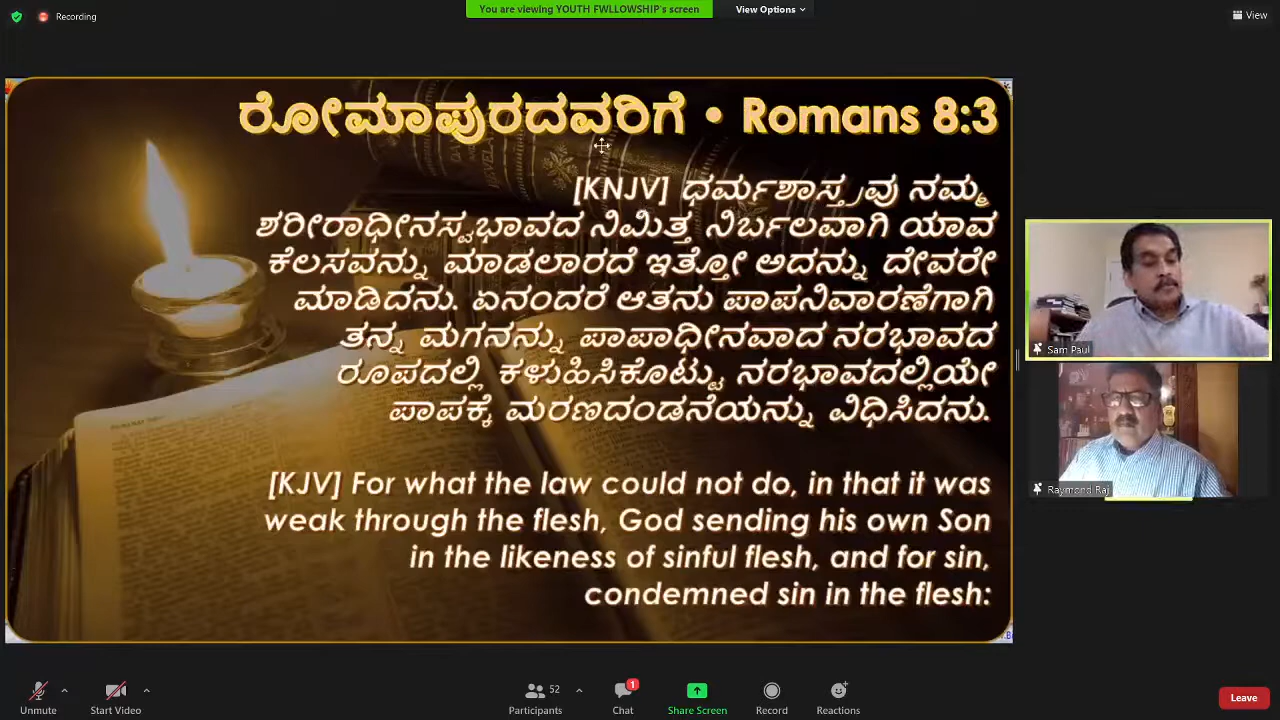 Recording
You are viewing YOUTH FWLLOWSHIP's screen
View Options
View
ರೋಮಾಪುರದವರಿಗೆ • Romans 8:3
[KNJV] ಧರ್ಮಶಾಸ್ತ್ರವು ನಮ್ಮ
ಶರೀರಾಧೀನಸ್ವಭಾವದ ನಿಮಿತ್ತ ನಿರ್ಬಲವಾಗಿ ಯಾವ
ಕೆಲಸವನ್ನು ಮಾಡಲಾರದೆ ಇತ್ತೋ ಅದನ್ನು ದೇವರೇ
ಮಾಡಿದನು. ಏನಂದರೆ ಆತನು ಪಾಪನಿವಾರಣೆಗಾಗಿ
ತನ್ನ ಮಗನನ್ನು ಪಾಪಾಧೀನವಾದ ನರಭಾವದ
ರೂಪದಲ್ಲಿ ಕಳುಹಿಸಿಕೊಟ್ಟು ನರಭಾವದಲ್ಲಿಯೇ
ಪಾಪಕ್ಕೆ ಮರಣದಂಡನೆಯನ್ನು ವಿಧಿಸಿದನು.
[KJV] For what the law could not do, in that it was
weak through the flesh, God sending his own Son
in the likeness of sinful flesh, and for sin,
condemned sin in the flesh:
Sam Paul
Raymond Raj
Unmute
Start Video
52
Participants
1
Chat
Share Screen
Record
Reactions
Leave